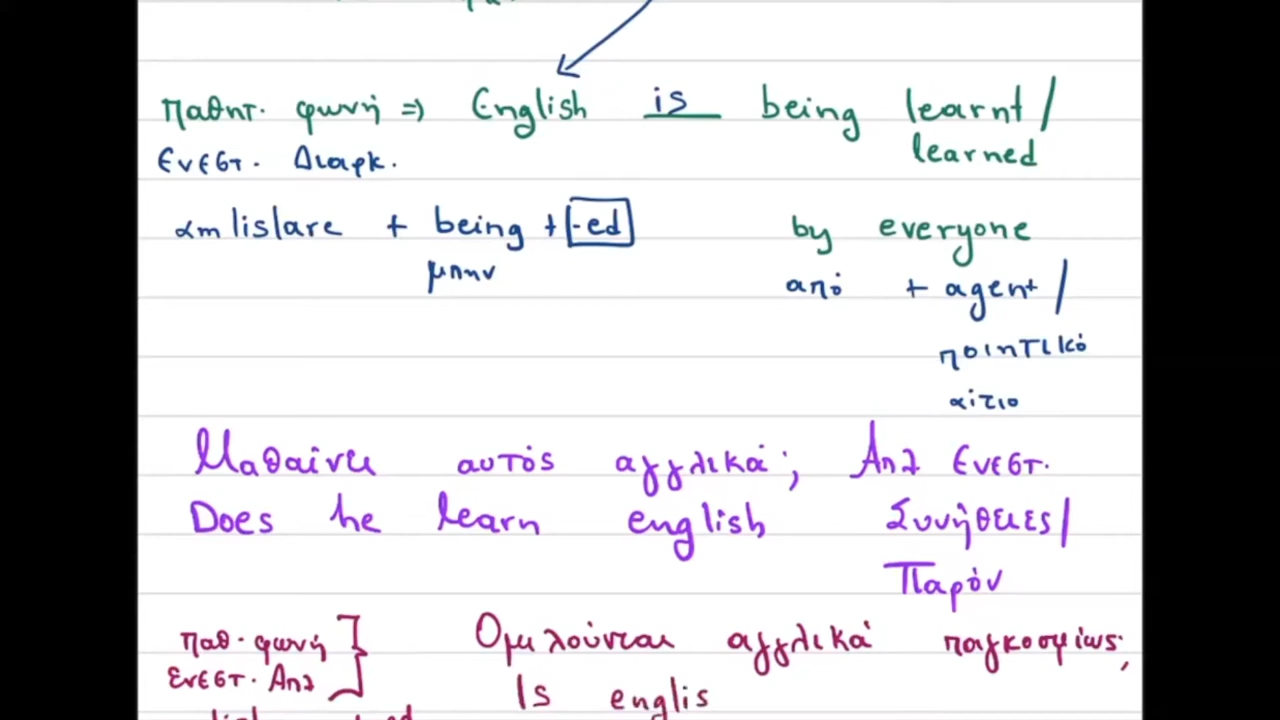 παθητ. φωνή => English is being learnt /
Ενεστ. Διαρκ. learned
am/is/are + being + -ed by everyone
μπην από + agent /
ποιητικό
αίτιο
Μαθαίνει αυτός αγγλικά; Απλ Ενεστ.
Does he learn english Συνήθειες/
Παρόν
παθ. φωνή Ομιλούνται αγγλικά παγκοσμίως;
Ενεστ. Απλ Is englis